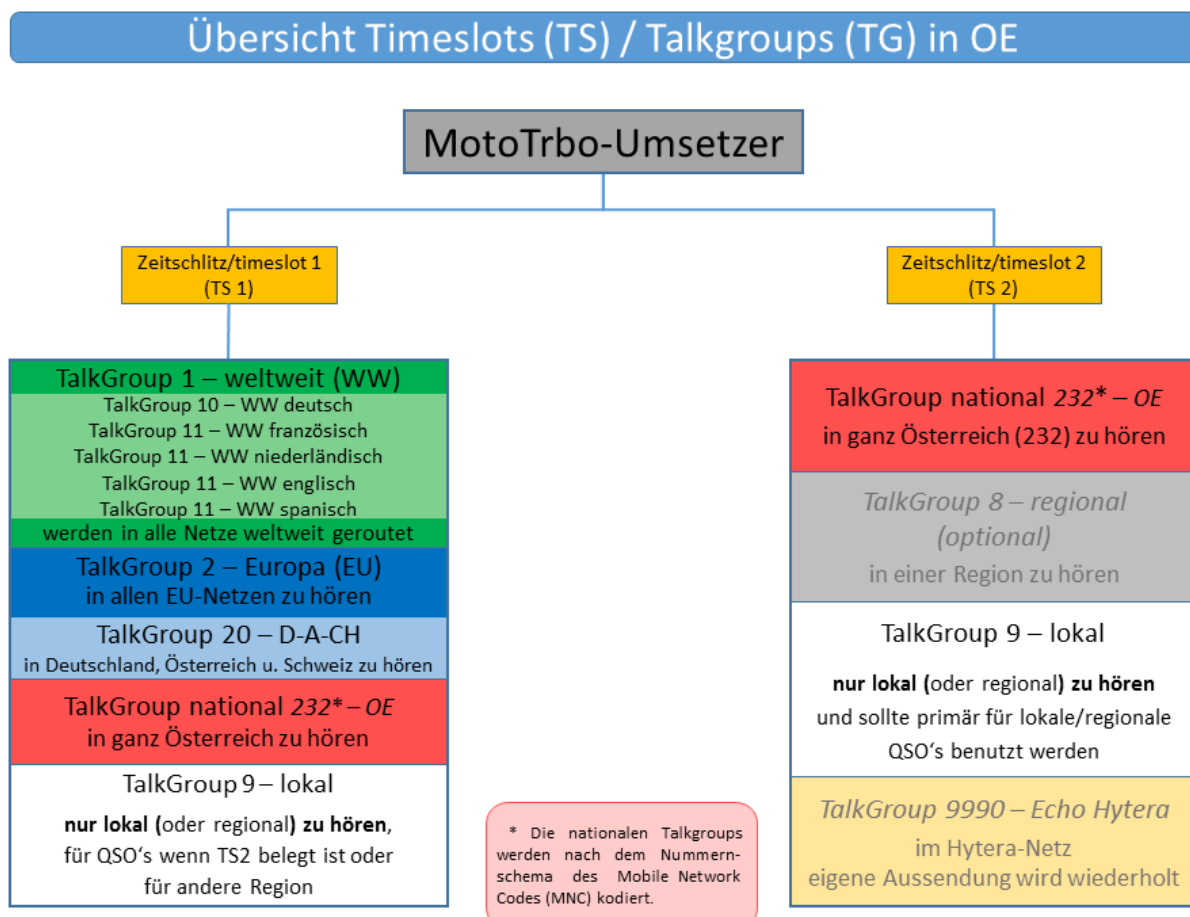 Übersicht Timeslots (TS) / Talkgroups (TG) in OE
MotoTrbo-Umsetzer
Zeitschlitz/timeslot 1
(TS 1)
TalkGroup 1 – weltweit (WW)
TalkGroup 10 – WW deutsch
TalkGroup 11 – WW französisch
TalkGroup 11 – WW niederländisch
TalkGroup 11 – WW englisch
TalkGroup 11 – WW spanisch
werden in alle Netze weltweit geroutet
TalkGroup 2 – Europa (EU)
in allen EU-Netzen zu hören
TalkGroup 20 – D-A-CH
in Deutschland, Österreich u. Schweiz zu hören
TalkGroup national 232* – OE
in ganz Österreich zu hören
TalkGroup 9 – lokal
nur lokal (oder regional) zu hören,
für QSO‘s wenn TS2 belegt ist oder
für andere Region
Zeitschlitz/timeslot 2
(TS 2)
TalkGroup national 232* – OE
in ganz Österreich (232) zu hören
TalkGroup 8 – regional
(optional)
in einer Region zu hören
TalkGroup 9 – lokal
nur lokal (oder regional) zu hören
und sollte primär für lokale/regionale
QSO‘s benutzt werden
TalkGroup 9990 – Echo Hytera
im Hytera-Netz
eigene Aussendung wird wiederholt
* Die nationalen Talkgroups
werden nach dem Nummern-
schema des Mobile Network
Codes (MNC) kodiert.